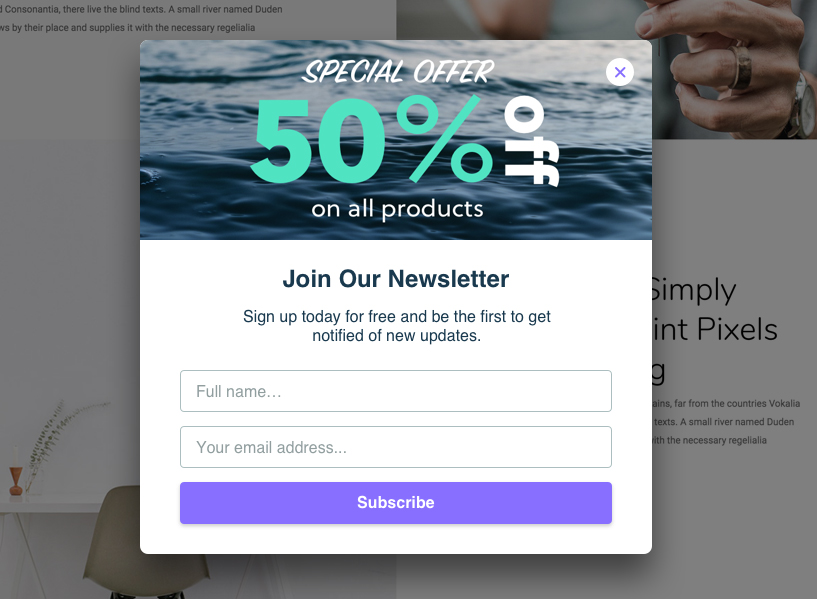 d Consonantia, there live the blind texts. A small river named Duden
ws by their place and supplies it with the necessary regelialia
SPECIAL OFFER
50% off
on all products
Join Our Newsletter
Sign up today for free and be the first to get
notified of new updates.
Full name...
Your email address...
Subscribe
Simply
int Pixels
g
ains, far from the countries Vokalia
texts. A small river named Duden
with the necessary regelialia